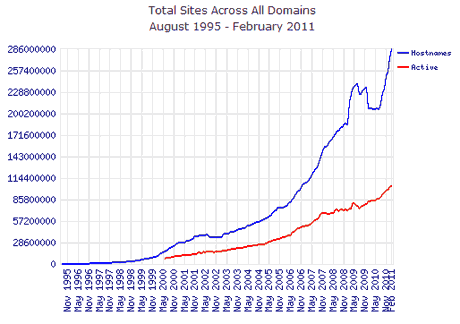 Total Sites Across All Domains
August 1995 - February 2011
286000000
257400000
228800000
200200000
171600000
143000000
114400000
85800000
57200000
28600000
0
Hostnames
Active
Nov 1995
May 1996
Nov 1996
May 1997
Nov 1997
May 1998
Nov 1998
May 1999
Nov 1999
May 2000
Nov 2000
May 2001
Nov 2001
May 2002
Nov 2002
May 2003
Nov 2003
May 2004
Nov 2004
May 2005
Nov 2005
May 2006
Nov 2006
May 2007
Nov 2007
May 2008
Nov 2008
May 2009
Nov 2009
May 2010
Nov 2010
Feb 2011